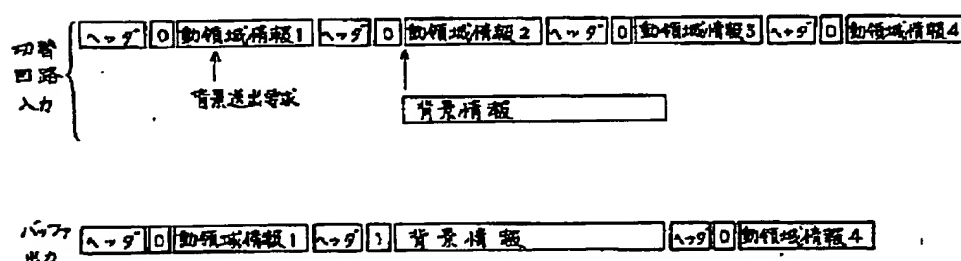 切替
回路
入力
ヘッダ 0 動領域情報1 ヘッダ 0 動領域情報2 ヘッダ 0 動領域情報3 ヘッダ 0 動領域情報4
背景送出要求
背景情報
バッファ
出力
ヘッダ 0 動領域情報1 ヘッダ 1 背景情報 ヘッダ 0 動領域情報4